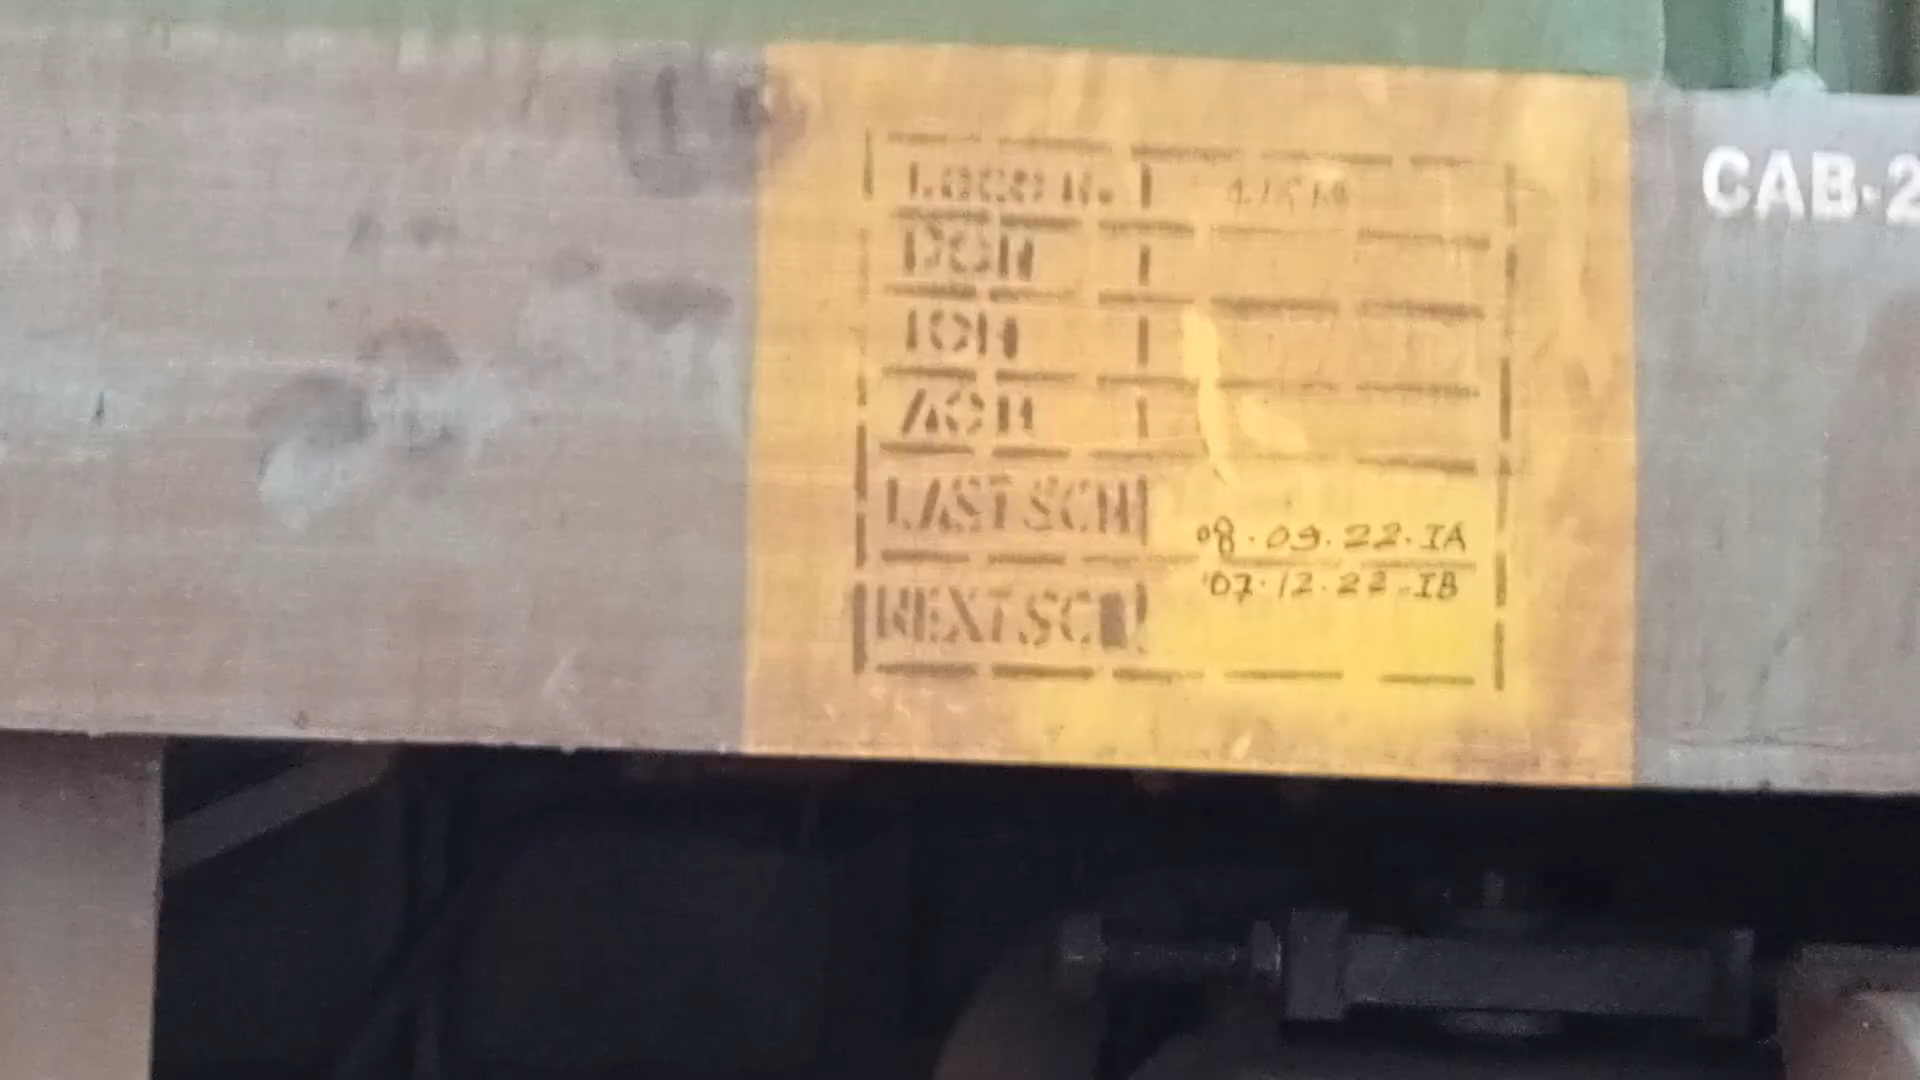 LOCO N.
CAB-2
POH
IOH
AOH
LAST SCH 08.09.22.IA
NEXT SCH 07.12.22.IB